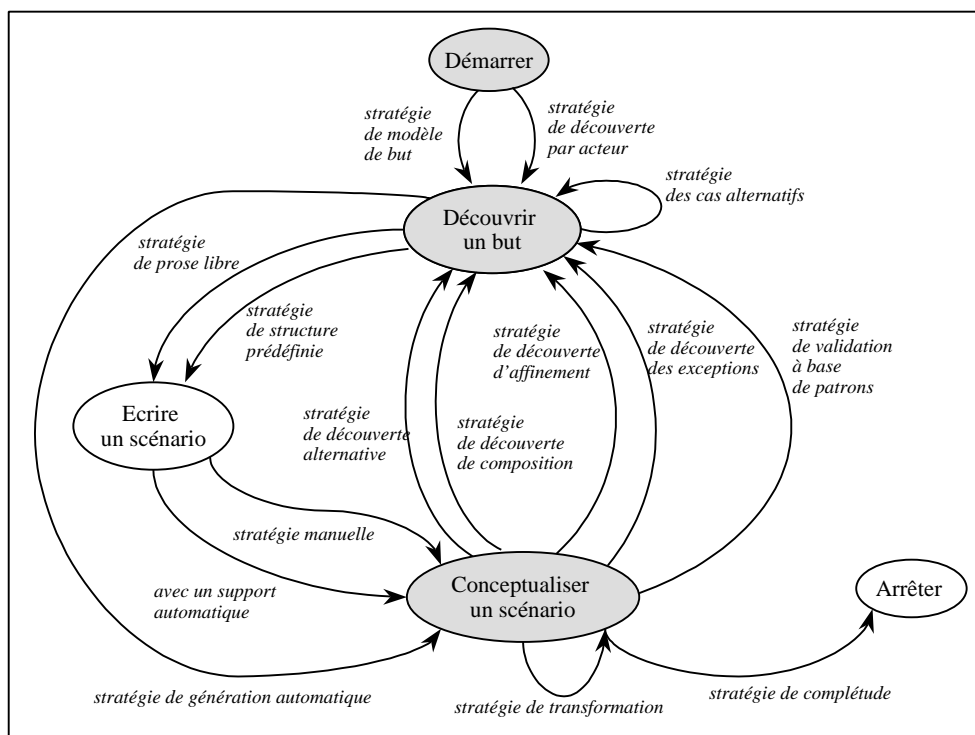 Démarrer
stratégie
de modèle
de but
stratégie
de découverte
par acteur
stratégie
des cas alternatifs
Découvrir
un but
stratégie
de prose libre
stratégie
de structure
prédéfinie
stratégie
de découverte
d'affinement
stratégie
de découverte
des exceptions
stratégie
de validation
à base
de patrons
Ecrire
un scénario
stratégie
de découverte
alternative
stratégie
de découverte
de composition
stratégie manuelle
avec un support
automatique
Conceptualiser
un scénario
Arrêter
stratégie de génération automatique
stratégie de transformation
stratégie de complétude